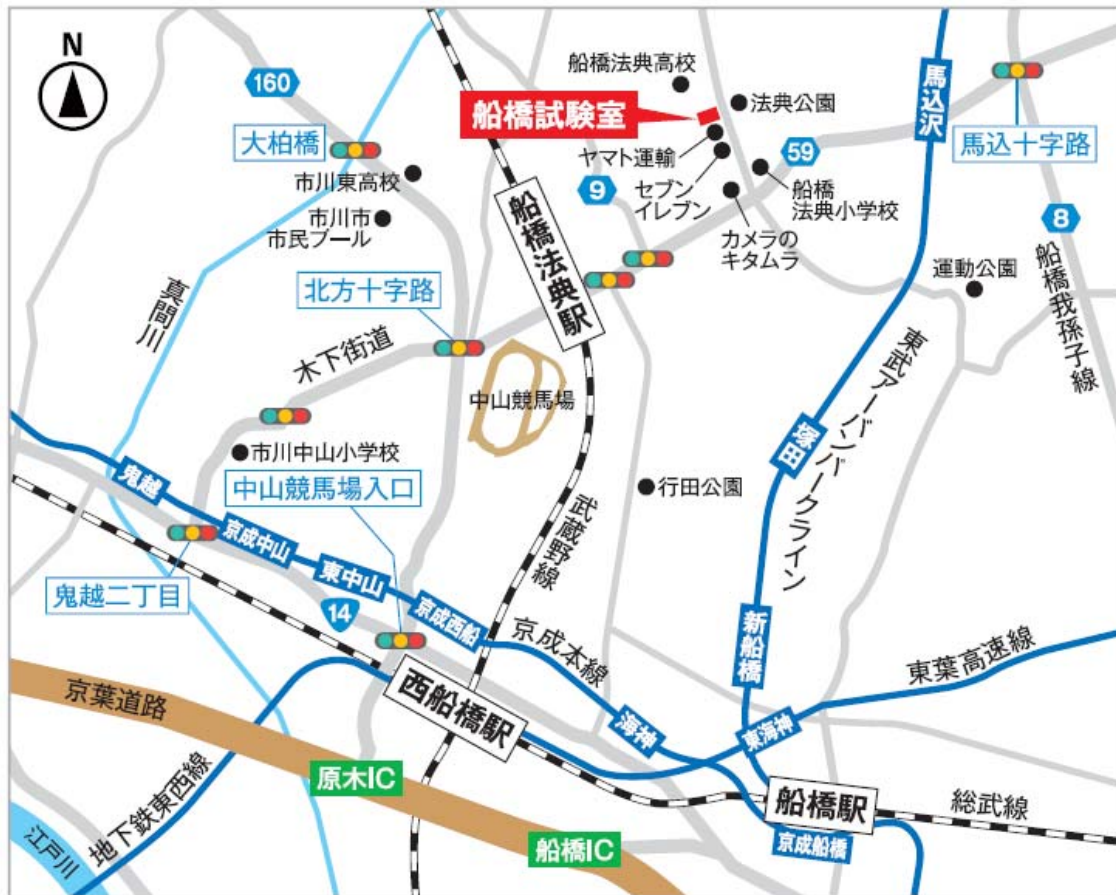 N
160
大柏橋
市川東高校
市川市
市民プール
真間川
北方十字路
木下街道
市川中山小学校
中山競馬場入口
中山競馬場
船橋法典高校
船橋試験室
法典公園
ヤマト運輸
セブン
イレブン
59
船橋
法典小学校
カメラの
キタムラ
9
船橋法典駅
馬込沢
馬込十字路
8
船橋我孫子線
運動公園
東武アーバンパークライン
塚田
行田公園
武蔵野線
鬼越
京成中山
東中山
京成西船
鬼越二丁目
14
京成本線
新船橋
東葉高速線
西船橋駅
海神
東海神
京葉道路
原木IC
船橋駅
総武線
京成船橋
船橋IC
地下鉄東西線
江戸川